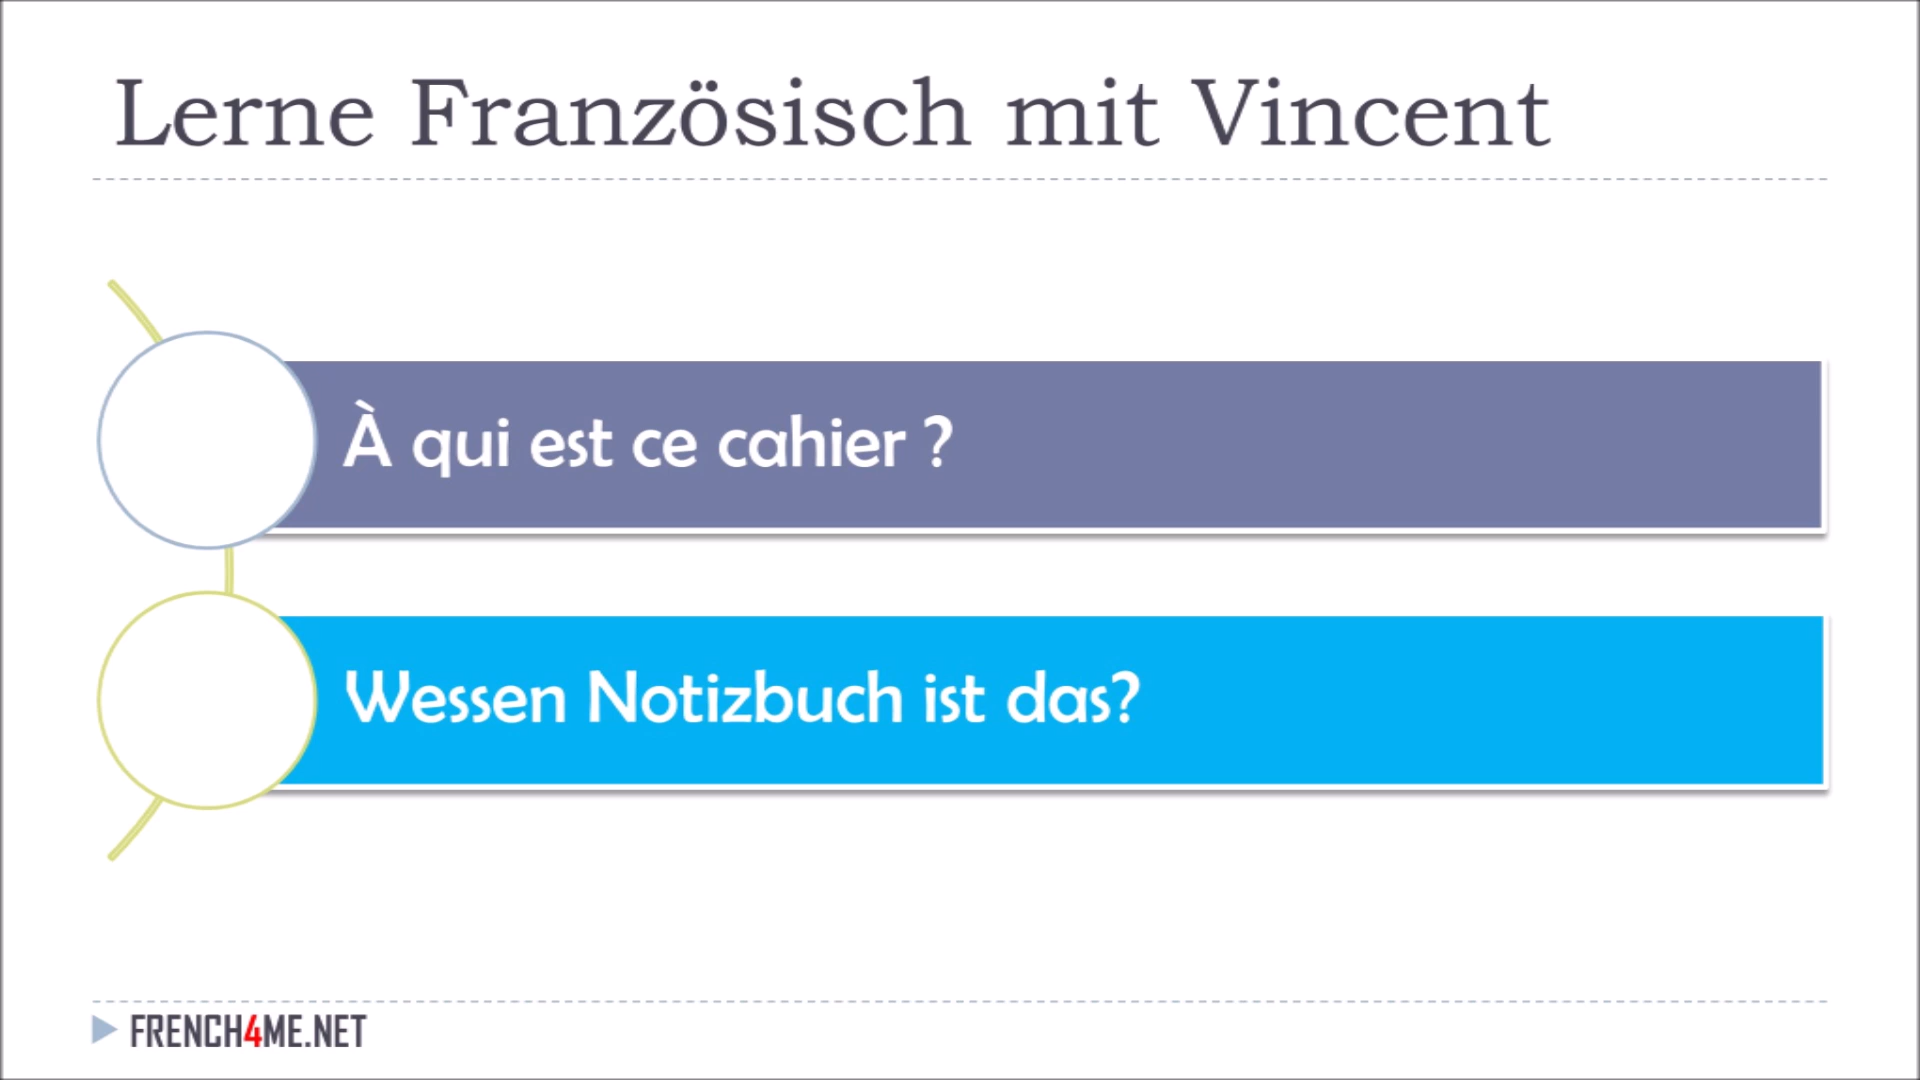 Lerne Französisch mit Vincent
À qui est ce cahier ?
Wessen Notizbuch ist das?
FRENCH4ME.NET